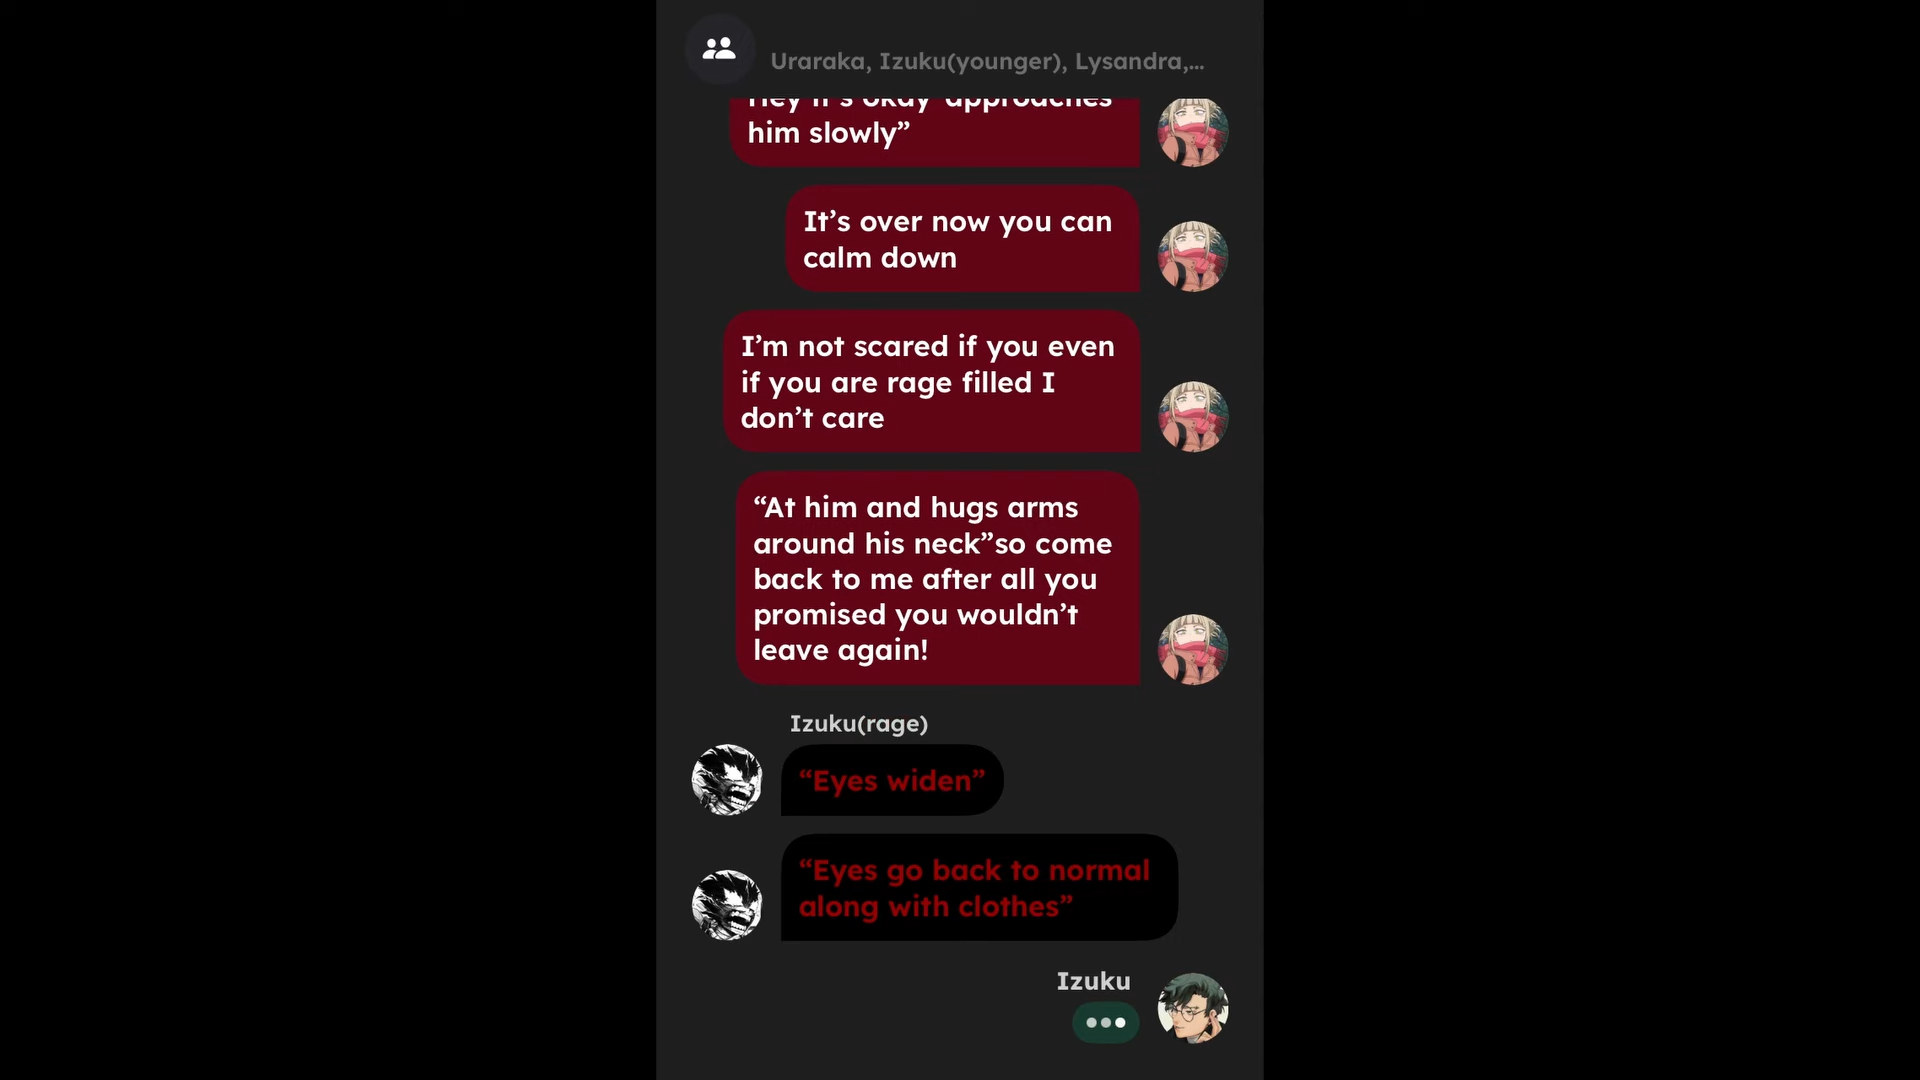 Uraraka, Izuku(younger), Lysandra,...
Hey it’s okay“approaches
him slowly”
It’s over now you can
calm down
I’m not scared if you even
if you are rage filled I
don’t care
“At him and hugs arms
around his neck”so come
back to me after all you
promised you wouldn’t
leave again!
Izuku(rage)
“Eyes widen”
“Eyes go back to normal
along with clothes”
Izuku